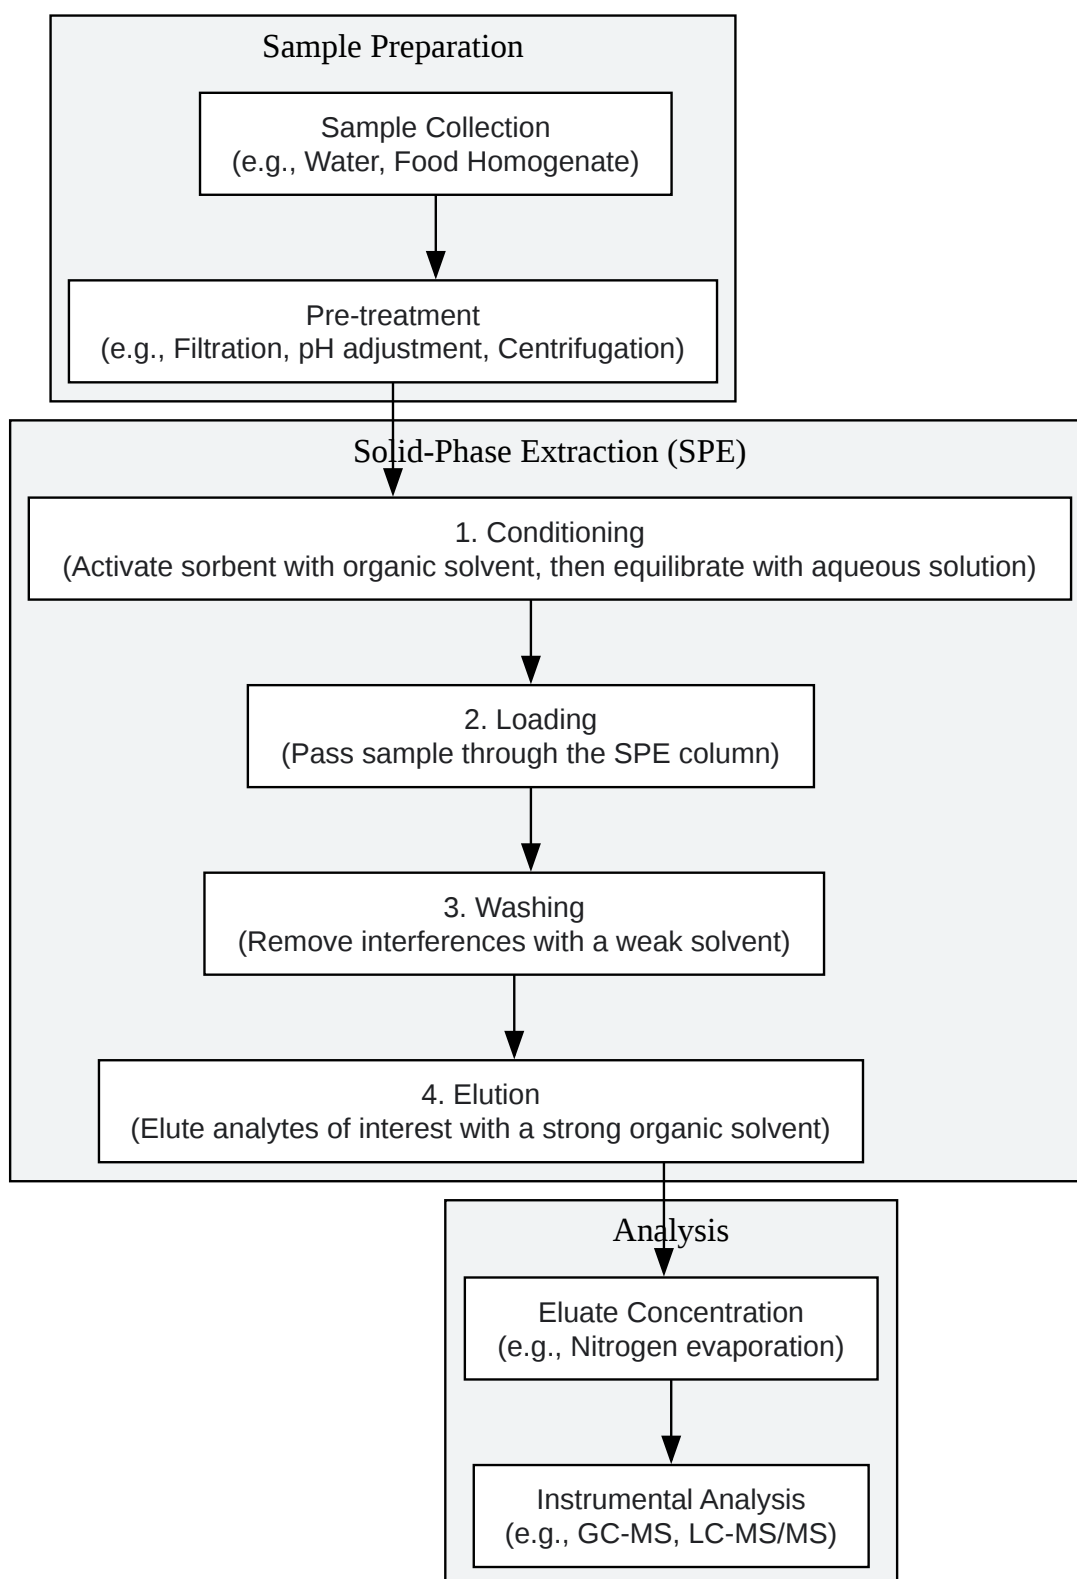 Sample Preparation
Sample Collection
(e.g., Water, Food Homogenate)
Pre-treatment
(e.g., Filtration, pH adjustment, Centrifugation)
Solid-Phase Extraction (SPE)
1. Conditioning
(Activate sorbent with organic solvent, then equilibrate with aqueous solution)
2. Loading
(Pass sample through the SPE column)
3. Washing
(Remove interferences with a weak solvent)
4. Elution
(Elute analytes of interest with a strong organic solvent)
Analysis
Eluate Concentration
(e.g., Nitrogen evaporation)
Instrumental Analysis
(e.g., GC-MS, LC-MS/MS)